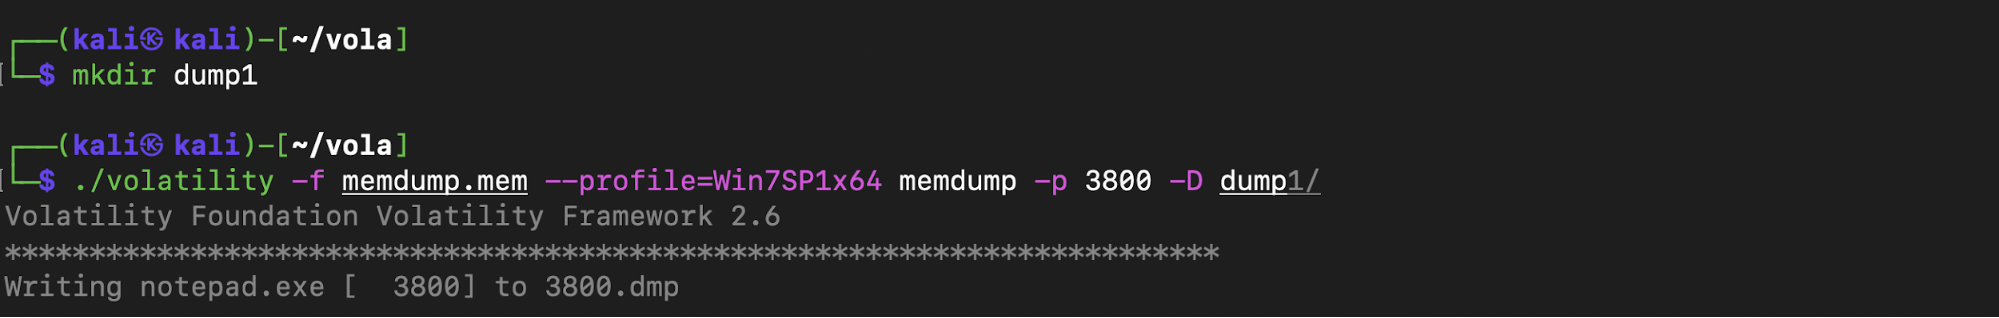 ┌──(kali㉿ kali)-[~/vola]
└─$ mkdir dump1
┌──(kali㉿ kali)-[~/vola]
└─$ ./volatility -f memdump.mem --profile=Win7SP1x64 memdump -p 3800 -D dump1/
Volatility Foundation Volatility Framework 2.6
************************************************************************
Writing notepad.exe [  3800] to 3800.dmp